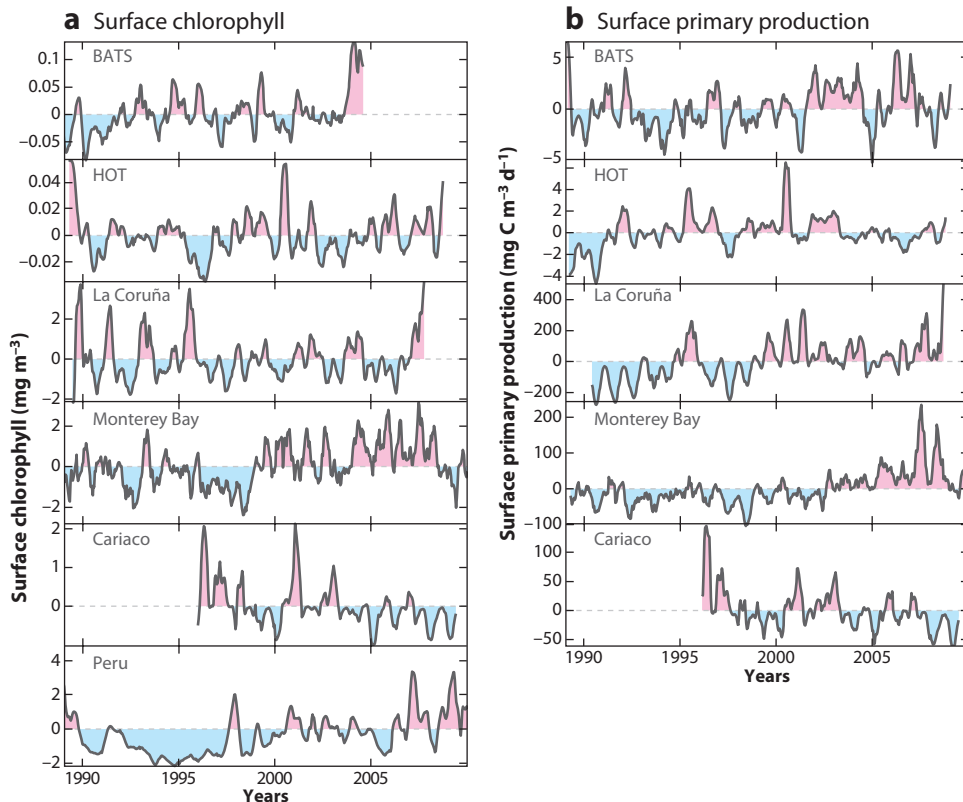 a Surface chlorophyll
Surface chlorophyll (mg m⁻³)
BATS
0.1
0.05
0
−0.05
HOT
0.04
0.02
0
−0.02
La Coruña
2
0
−2
Monterey Bay
2
0
−2
Cariaco
2
1
0
Peru
4
2
0
−2
1990 1995 2000 2005
Years
b Surface primary production
Surface primary production (mg C m⁻³ d⁻¹)
BATS
5
0
−5
HOT
6
4
2
0
−2
−4
La Coruña
400
200
0
−200
Monterey Bay
200
100
0
−100
Cariaco
100
50
0
−50
1990 1995 2000 2005
Years